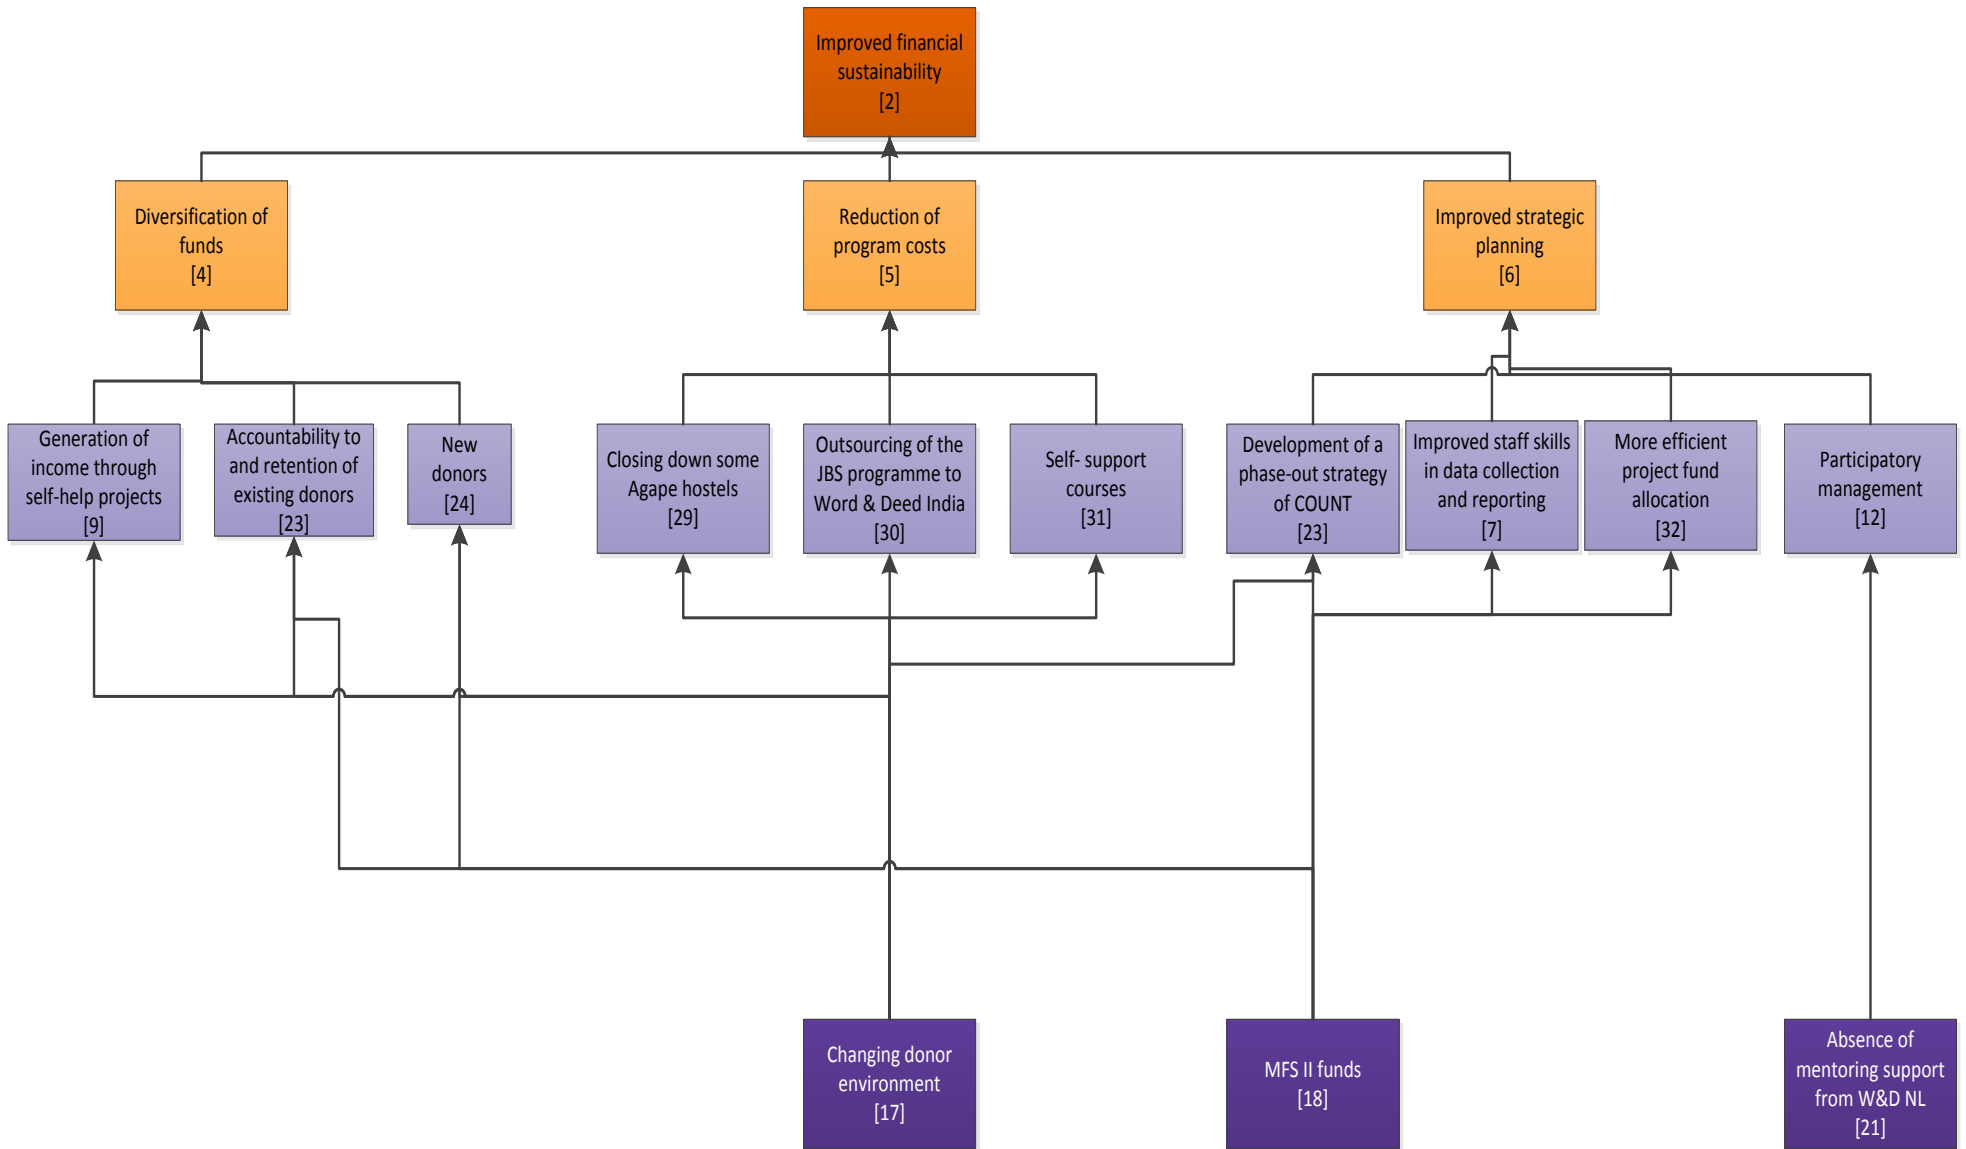 Improved financial
sustainability
[2]
Diversification of
funds
[4]
Reduction of
program costs
[5]
Improved strategic
planning
[6]
Generation of
income through
self-help projects
[9]
Accountability to
and retention of
existing donors
[23]
New
donors
[24]
Closing down some
Agape hostels
[29]
Outsourcing of the
JBS programme to
Word & Deed India
[30]
Self- support
courses
[31]
Development of a
phase-out strategy
of COUNT
[23]
Improved staff skills
in data collection
and reporting
[7]
More efficient
project fund
allocation
[32]
Participatory
management
[12]
Changing donor
environment
[17]
MFS II funds
[18]
Absence of
mentoring support
from W&D NL
[21]